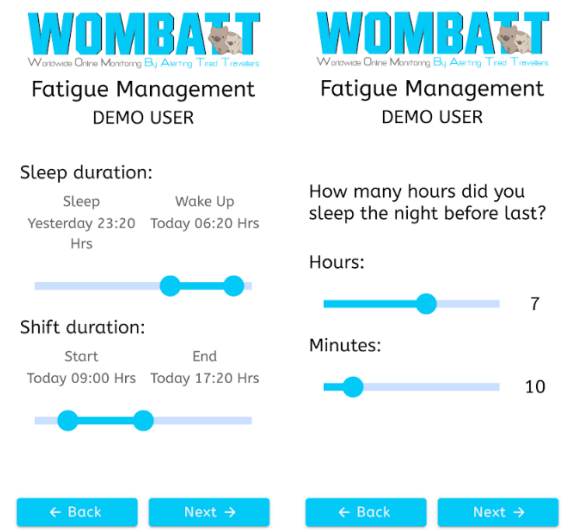 WOMBATT
Worldwide Online Monitoring By Alerting Tired Travellers
Fatigue Management
DEMO USER
Sleep duration:
Sleep
Yesterday 23:20
Hrs
Wake Up
Today 06:20 Hrs
Shift duration:
Start
Today 09:00 Hrs
End
Today 17:20 Hrs
← Back
Next →
WOMBATT
Worldwide Online Monitoring By Alerting Tired Travellers
Fatigue Management
DEMO USER
How many hours did you
sleep the night before last?
Hours:
7
Minutes:
10
← Back
Next →